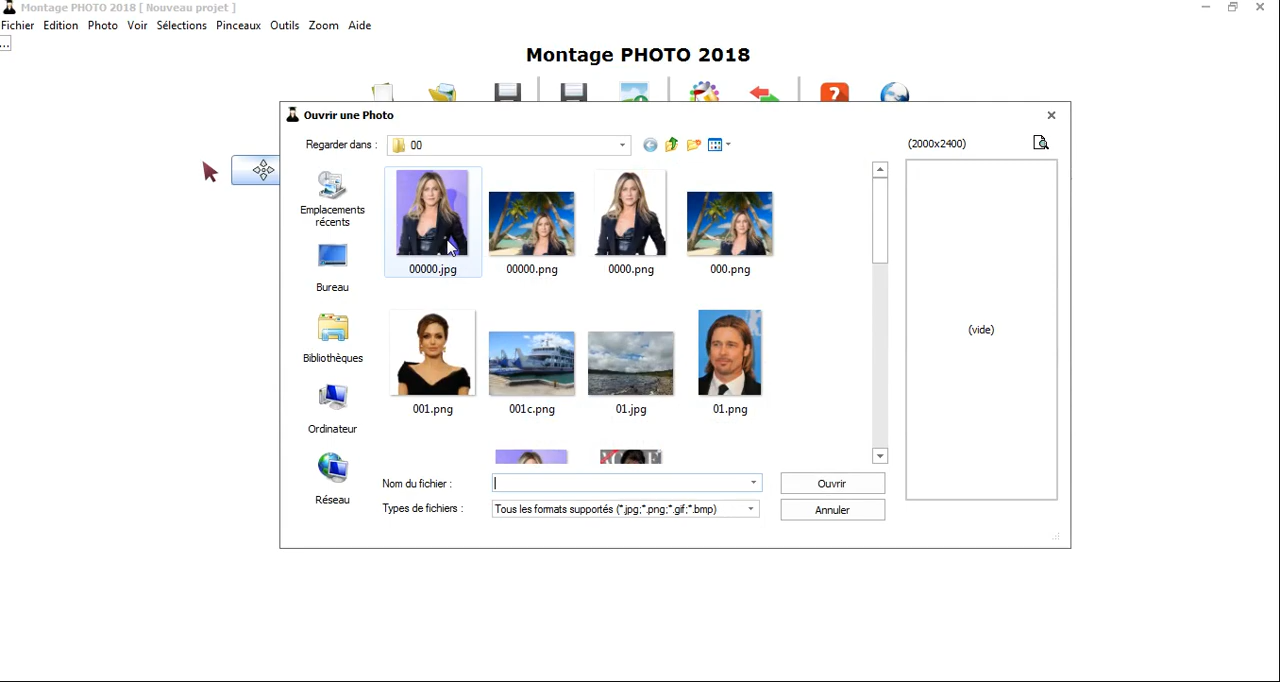 Montage PHOTO 2018 [ Nouveau projet ]
Fichier Edition Photo Voir Sélections Pinceaux Outils Zoom Aide
...
Montage PHOTO 2018
Ouvrir une Photo
Regarder dans : 00
(2000x2400)
Emplacements récents
Bureau
Bibliothèques
Ordinateur
Réseau
00000.jpg 00000.png 0000.png 000.png
001.png 001c.png 01.jpg 01.png
(vide)
Nom du fichier : Ouvrir
Types de fichiers : Tous les formats supportés (*.jpg;*.png;*.gif;*.bmp) Annuler